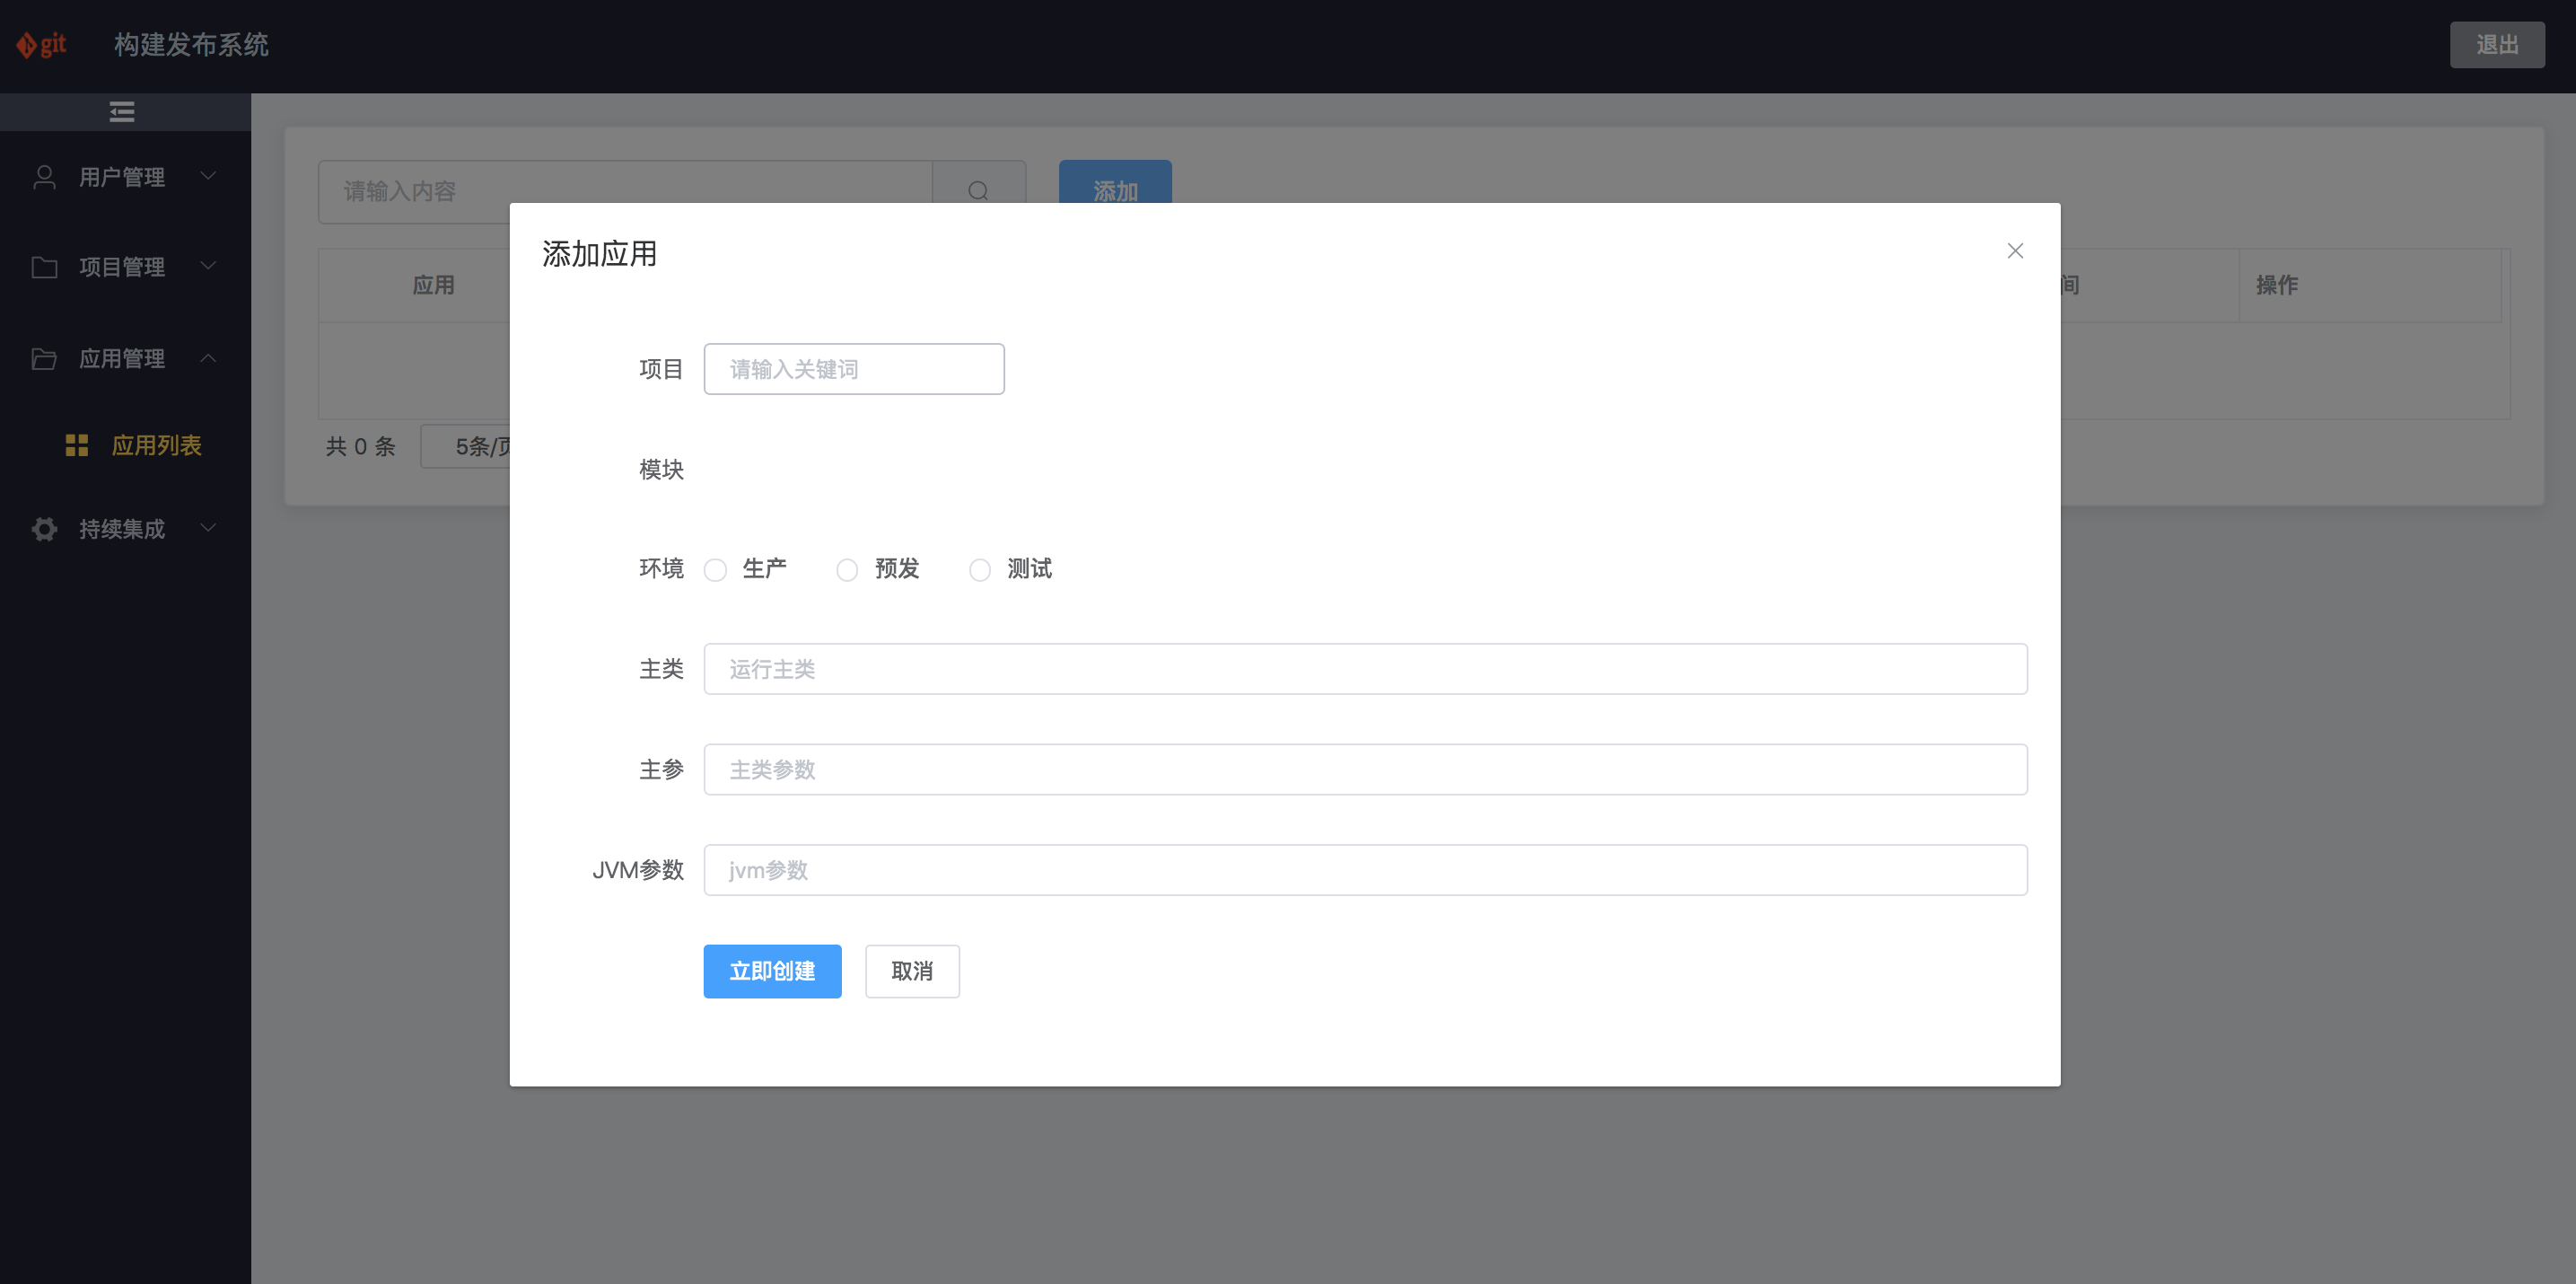 git
构建发布系统
退出
用户管理
项目管理
应用管理
应用列表
持续集成
请输入内容
添加
应用
间
操作
共 0 条
5条/页
添加应用
项目
请输入关键词
模块
环境
生产
预发
测试
主类
运行主类
主参
主类参数
JVM参数
jvm参数
立即创建
取消